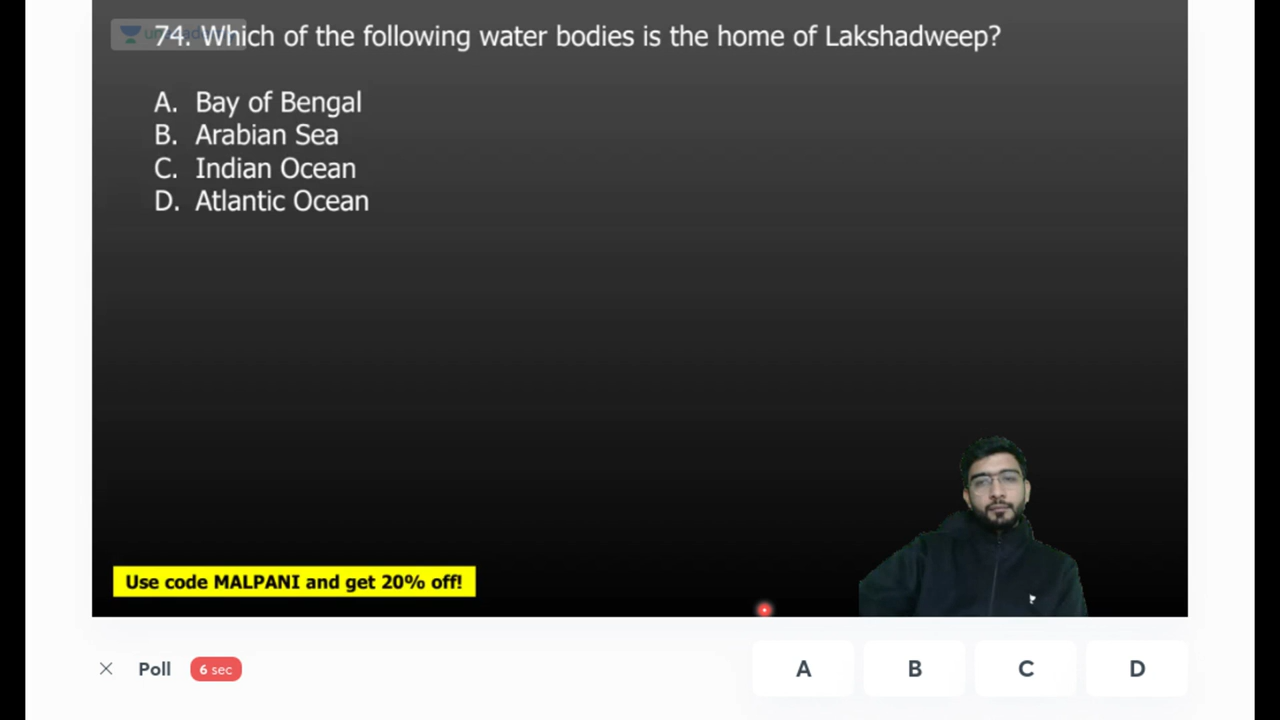 74. Which of the following water bodies is the home of Lakshadweep?
A. Bay of Bengal
B. Arabian Sea
C. Indian Ocean
D. Atlantic Ocean
Use code MALPANI and get 20% off!
Poll 6 sec A B C D